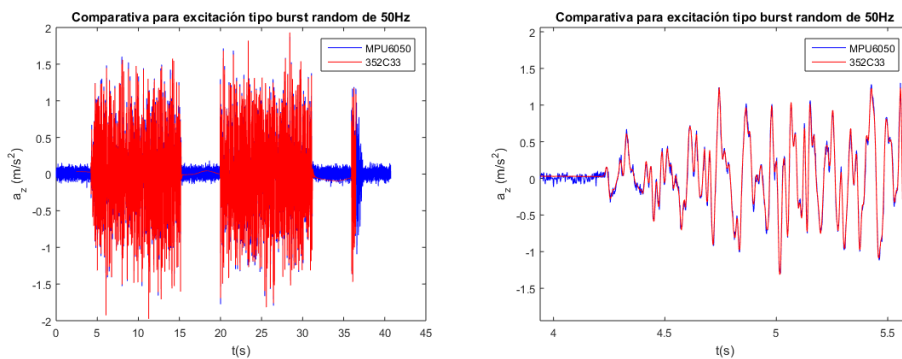 Comparativa para excitación tipo burst random de 50Hz
2
1.5
1
0.5
0
-0.5
-1
-1.5
-2
a_z (m/s²)
MPU6050
352C33
0 5 10 15 20 25 30 35 40 45
t(s)
Comparativa para excitación tipo burst random de 50Hz
2
1.5
1
0.5
0
-0.5
-1
-1.5
a_z (m/s²)
MPU6050
352C33
4 4.5 5 5.5
t(s)